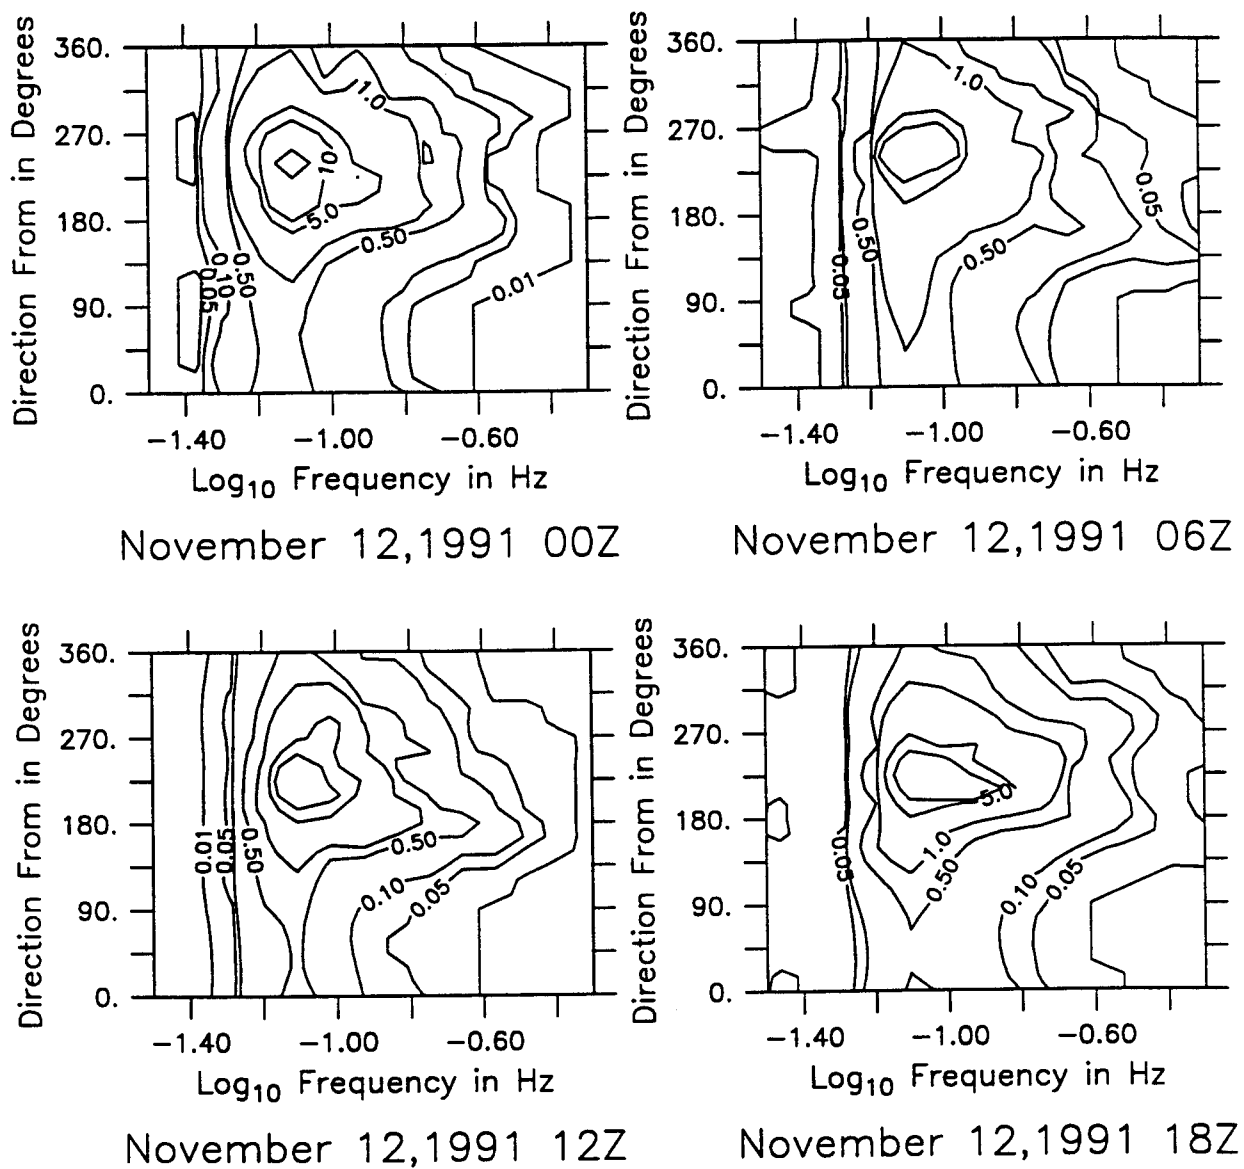 Direction From in Degrees
360.
270.
180.
90.
0.
1.0
10
5.0
0.50
0.01
0.05
0.10
0.50
-1.40 -1.00 -0.60
Log10 Frequency in Hz
November 12,1991 00Z
Direction From in Degrees
360.
270.
180.
90.
0.
1.0
0.05
0.50
0.50
0.05
-1.40 -1.00 -0.60
Log10 Frequency in Hz
November 12,1991 06Z
Direction From in Degrees
360.
270.
180.
90.
0.
0.01
0.05
0.50
0.50
0.10
0.05
-1.40 -1.00 -0.60
Log10 Frequency in Hz
November 12,1991 12Z
Direction From in Degrees
360.
270.
180.
90.
0.
5.0
1.0
0.50
0.05
0.10
0.05
-1.40 -1.00 -0.60
Log10 Frequency in Hz
November 12,1991 18Z